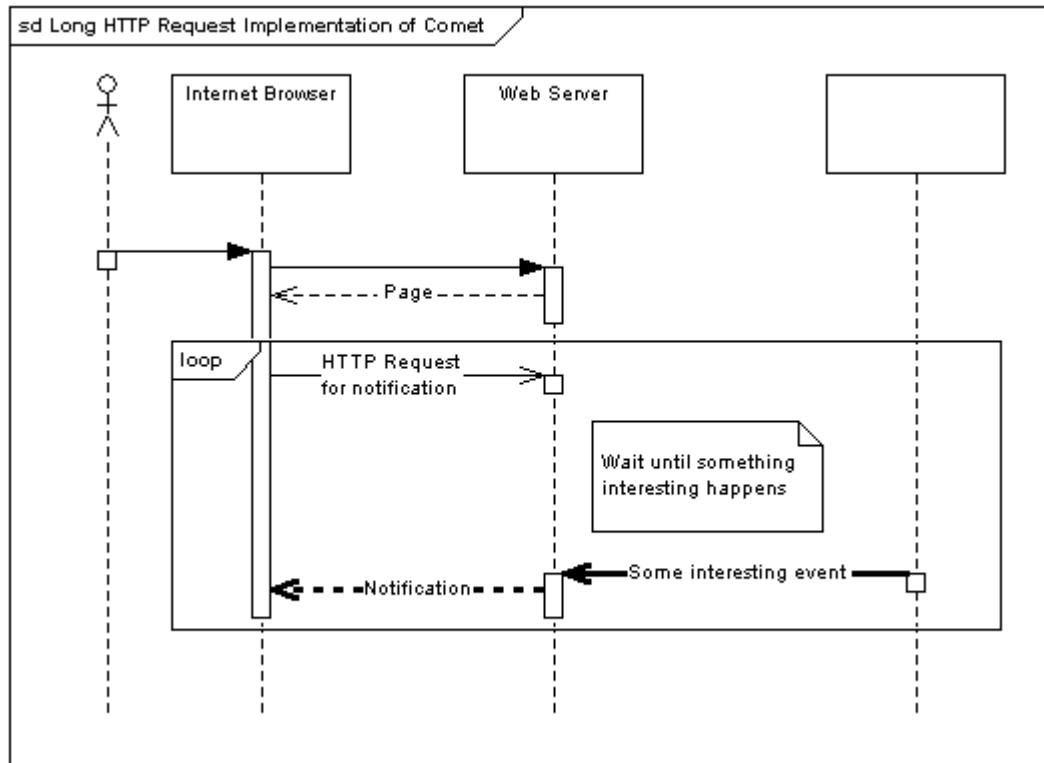 sd Long HTTP Request Implementation of Comet
Internet Browser
Web Server
Page
loop
HTTP Request
for notification
Wait until something
interesting happens
Some interesting event
Notification